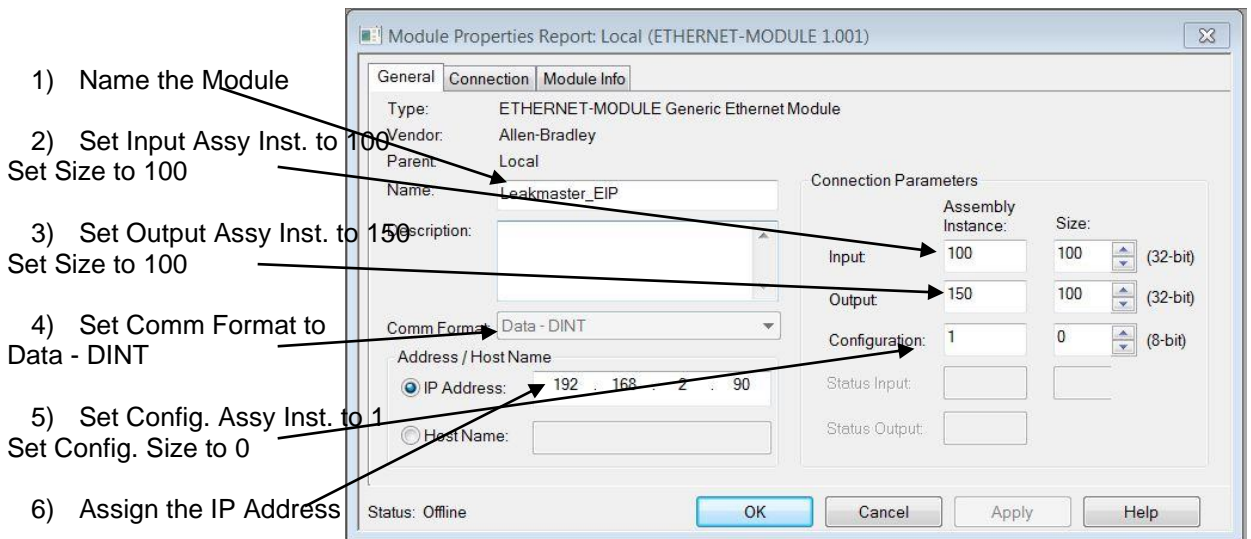 1) Name the Module
2) Set Input Assy Inst. to 100
Set Size to 100
3) Set Output Assy Inst. to 150
Set Size to 100
4) Set Comm Format to
Data - DINT
5) Set Config. Assy Inst. to 1
Set Config. Size to 0
6) Assign the IP Address
Module Properties Report: Local (ETHERNET-MODULE 1.001)
General Connection Module Info
Type: ETHERNET-MODULE Generic Ethernet Module
Vendor: Allen-Bradley
Parent: Local
Name: Leakmaster_EIP
Description:
Comm Format: Data - DINT
Address / Host Name
IP Address: 192 . 168 . 2 . 90
Host Name:
Connection Parameters
Assembly
Instance: Size:
Input: 100 100 (32-bit)
Output: 150 100 (32-bit)
Configuration: 1 0 (8-bit)
Status Input:
Status Output:
Status: Offline
OK Cancel Apply Help